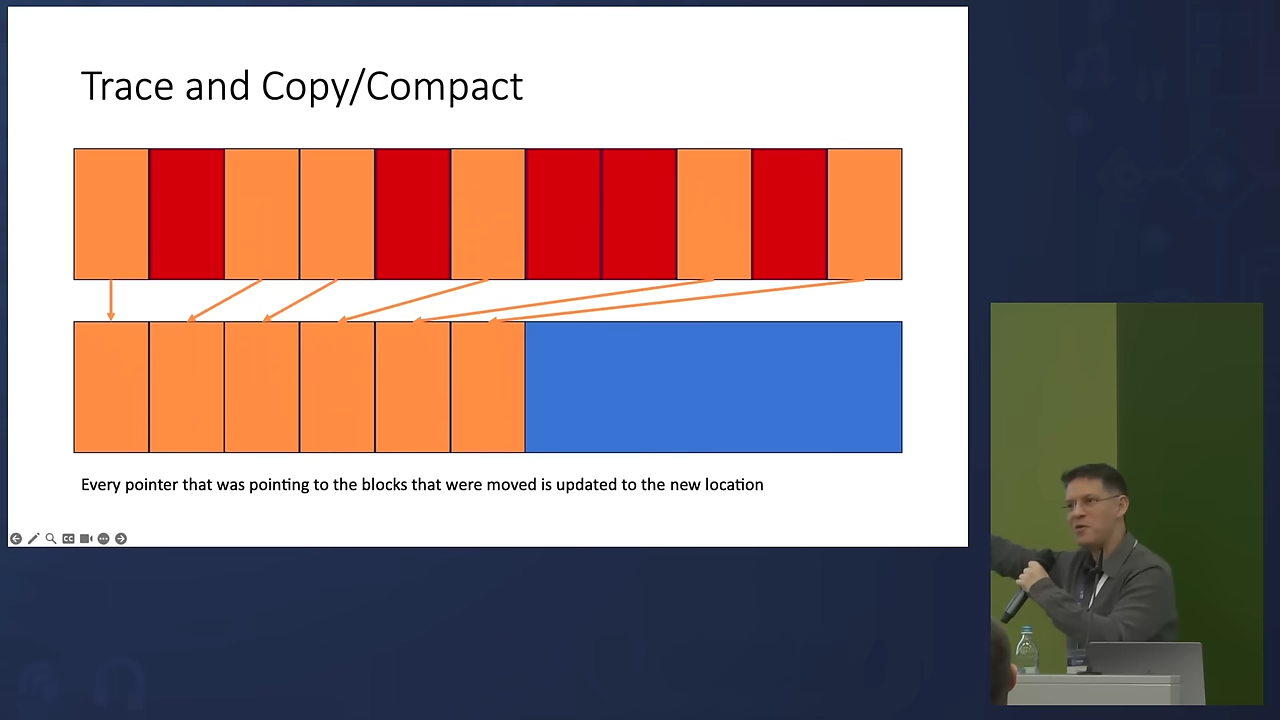 Trace and Copy/Compact
Every pointer that was pointing to the blocks that were moved is updated to the new location
CC